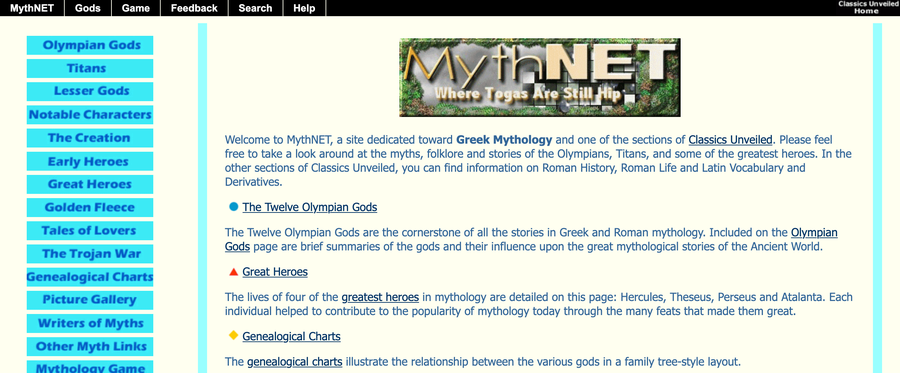 MythNET Gods Game Feedback Search Help
Classics Unveiled
Home
Olympian Gods
Titans
Lesser Gods
Notable Characters
The Creation
Early Heroes
Great Heroes
Golden Fleece
Tales of Lovers
The Trojan War
Genealogical Charts
Picture Gallery
Writers of Myths
Other Myth Links
Mythology Game
MythNET
Where Togas Are Still Hip
Welcome to MythNET, a site dedicated toward Greek Mythology and one of the sections of Classics Unveiled. Please feel
free to take a look around at the myths, folklore and stories of the Olympians, Titans, and some of the greatest heroes. In the
other sections of Classics Unveiled, you can find information on Roman History, Roman Life and Latin Vocabulary and
Derivatives.
The Twelve Olympian Gods
The Twelve Olympian Gods are the cornerstone of all the stories in Greek and Roman mythology. Included on the Olympian
Gods page are brief summaries of the gods and their influence upon the great mythological stories of the Ancient World.
Great Heroes
The lives of four of the greatest heroes in mythology are detailed on this page: Hercules, Theseus, Perseus and Atalanta. Each
individual helped to contribute to the popularity of mythology today through the many feats that made them great.
Genealogical Charts
The genealogical charts illustrate the relationship between the various gods in a family tree-style layout.